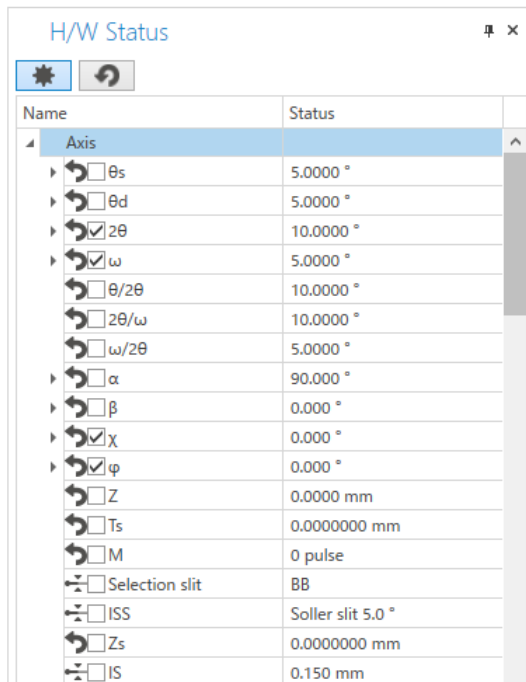 H/W Status
Name Status
Axis
θs 5.0000 °
θd 5.0000 °
2θ 10.0000 °
ω 5.0000 °
θ/2θ 10.0000 °
2θ/ω 10.0000 °
ω/2θ 5.0000 °
α 90.000 °
β 0.000 °
χ 0.000 °
φ 0.000 °
Z 0.0000 mm
Ts 0.0000000 mm
M 0 pulse
Selection slit BB
ISS Soller slit 5.0 °
Zs 0.0000000 mm
IS 0.150 mm